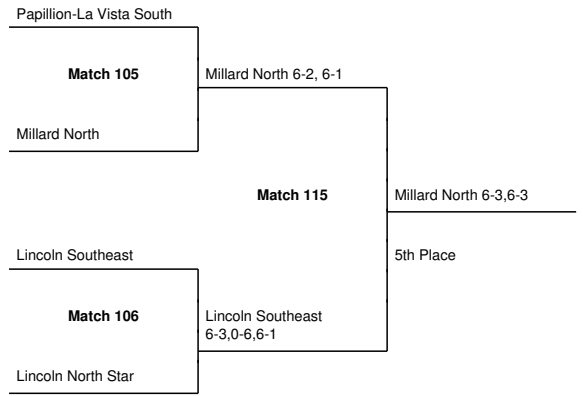 Papillion-La Vista South
Match 105
Millard North 6-2, 6-1
Millard North
Match 115
Millard North 6-3,6-3
Lincoln Southeast
5th Place
Match 106
Lincoln Southeast
6-3,0-6,6-1
Lincoln North Star